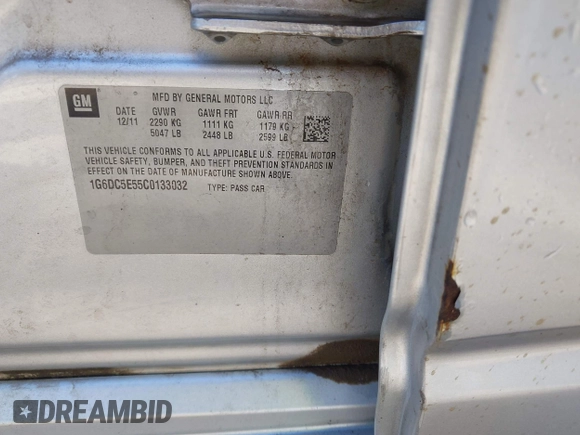 GM
MFD BY GENERAL MOTORS LLC
DATE GVWR GAWR FRT GAWR RR
12/11 2290 KG 1111 KG 1179 KG
5047 LB 2448 LB 2599 LB
THIS VEHICLE CONFORMS TO ALL APPLICABLE U.S. FEDERAL MOTOR
VEHICLE SAFETY, BUMPER, AND THEFT PREVENTION STANDARDS IN
EFFECT ON THE DATE OF MANUFACTURE SHOWN ABOVE.
1G6DC5E55C0133032 TYPE: PASS CAR
DREAMBID